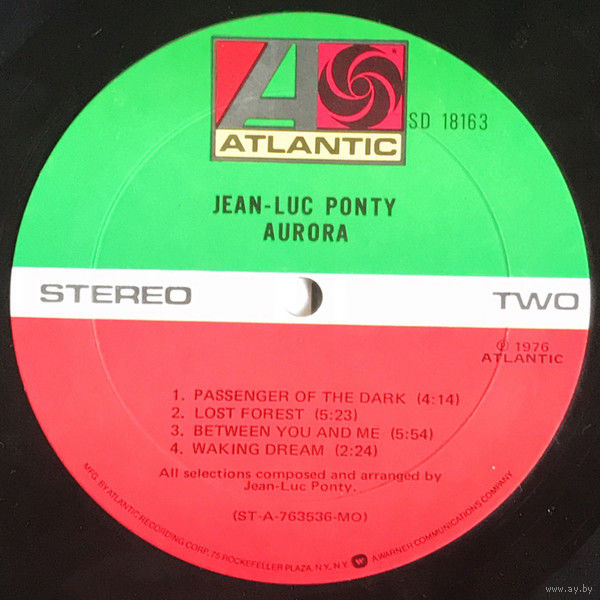 ATLANTIC
SD 18163
JEAN-LUC PONTY
AURORA
STEREO
TWO
Ⓟ 1976
ATLANTIC
1. PASSENGER OF THE DARK (4:14)
2. LOST FOREST (5:23)
3. BETWEEN YOU AND ME (5:54)
4. WAKING DREAM (2:24)
All selections composed and arranged by
Jean-Luc Ponty.
(ST-A-763536-MO)
MFG. BY ATLANTIC RECORDING CORP., 75 ROCKEFELLER PLAZA, N.Y., N.Y. W A WARNER COMMUNICATIONS COMPANY
www.ay.by